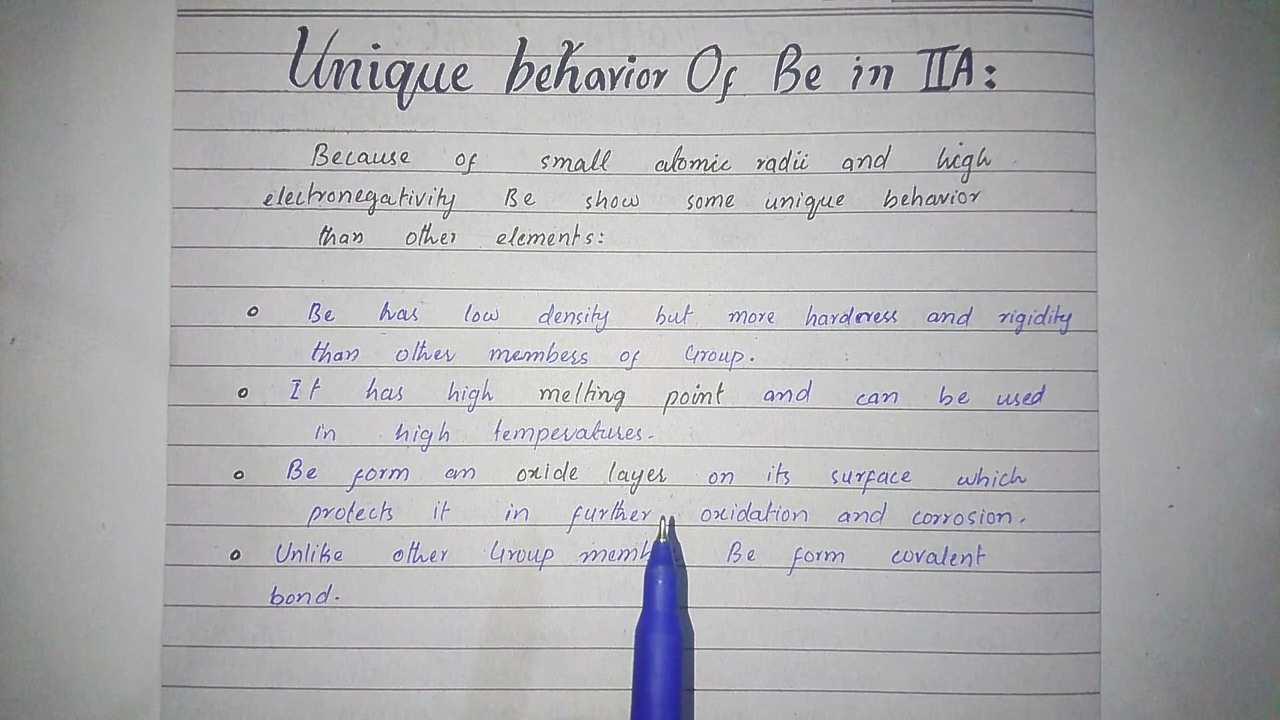 Unique behavior Of Be in IIA:
Because of small atomic radii and high
electronegativity Be show some unique behavior
than other elements:
o Be has low density but more hardness and rigidity
than other members of Group.
o It has high melting point and can be used
in high temperatures.
o Be form an oxide layer on its surface which
protects it in further oxidation and corrosion.
o Unlike other Group Be form covalent
bond.